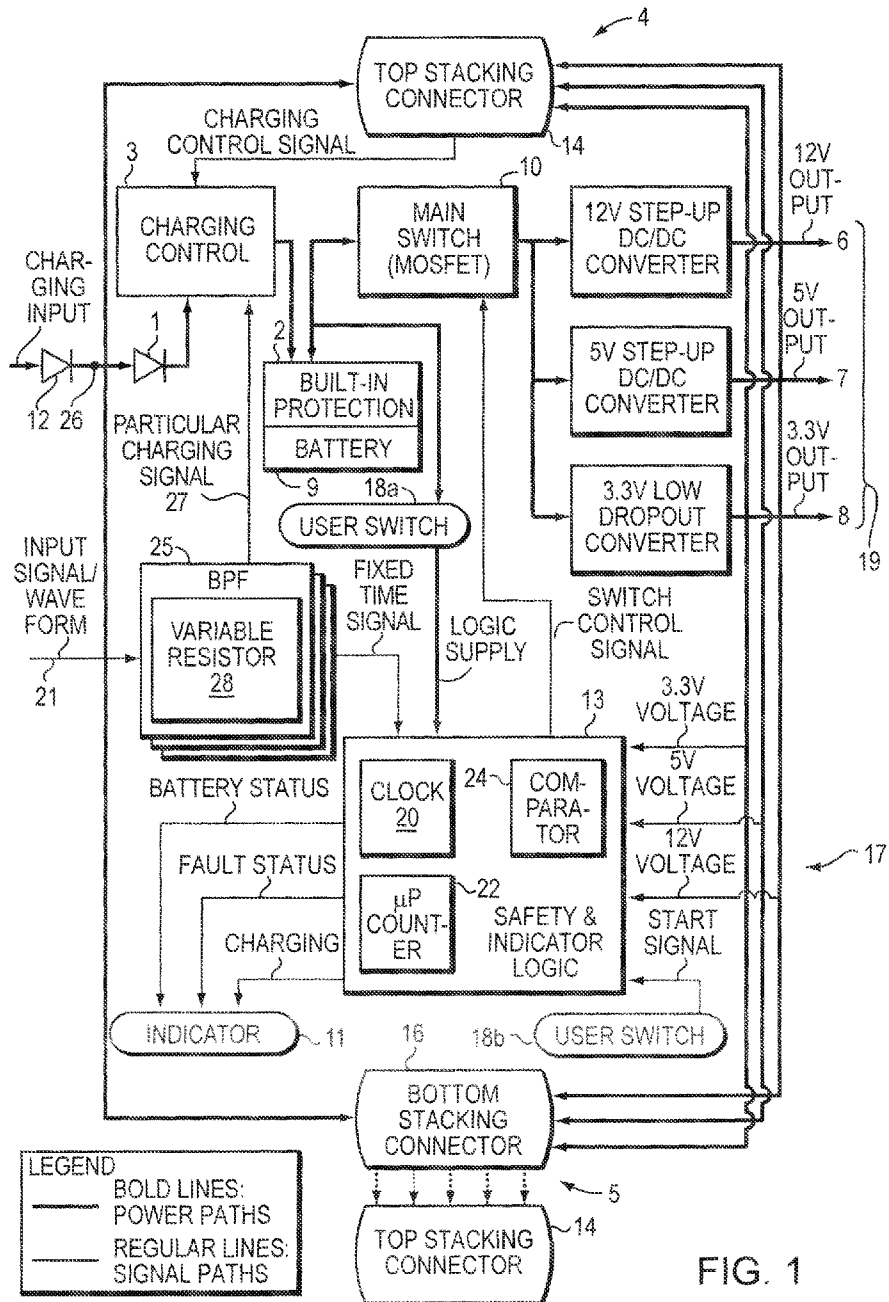 4
TOP STACKING
CONNECTOR
14
CHARGING
CONTROL SIGNAL
3
CHARGING
CONTROL
10
MAIN
SWITCH
(MOSFET)
12V STEP-UP
DC/DC
CONVERTER
12V
OUT-
PUT
6
CHAR-
GING
INPUT
12
26
1
5V STEP-UP
DC/DC
CONVERTER
5V
OUT-
PUT
7
2
BUILT-IN
PROTECTION
BATTERY
9
PARTICULAR
CHARGING
SIGNAL
27
3.3V LOW
DROPOUT
CONVERTER
3.3V
OUT-
PUT
8
19
18a
USER SWITCH
INPUT
SIGNAL/
WAVE
FORM
21
25
BPF
VARIABLE
RESISTOR
28
FIXED
TIME
SIGNAL
LOGIC
SUPPLY
SWITCH
CONTROL
SIGNAL
13
3.3V
VOLTAGE
5V
VOLTAGE
12V
VOLTAGE
START
SIGNAL
17
CLOCK
20
24
COM-
PARA-
TOR
22
µP
COUNT-
ER
SAFETY &
INDICATOR
LOGIC
BATTERY STATUS
FAULT STATUS
CHARGING
INDICATOR
11
18b
USER SWITCH
16
BOTTOM
STACKING
CONNECTOR
5
14
TOP STACKING
CONNECTOR
LEGEND
BOLD LINES:
POWER PATHS
REGULAR LINES:
SIGNAL PATHS
FIG. 1